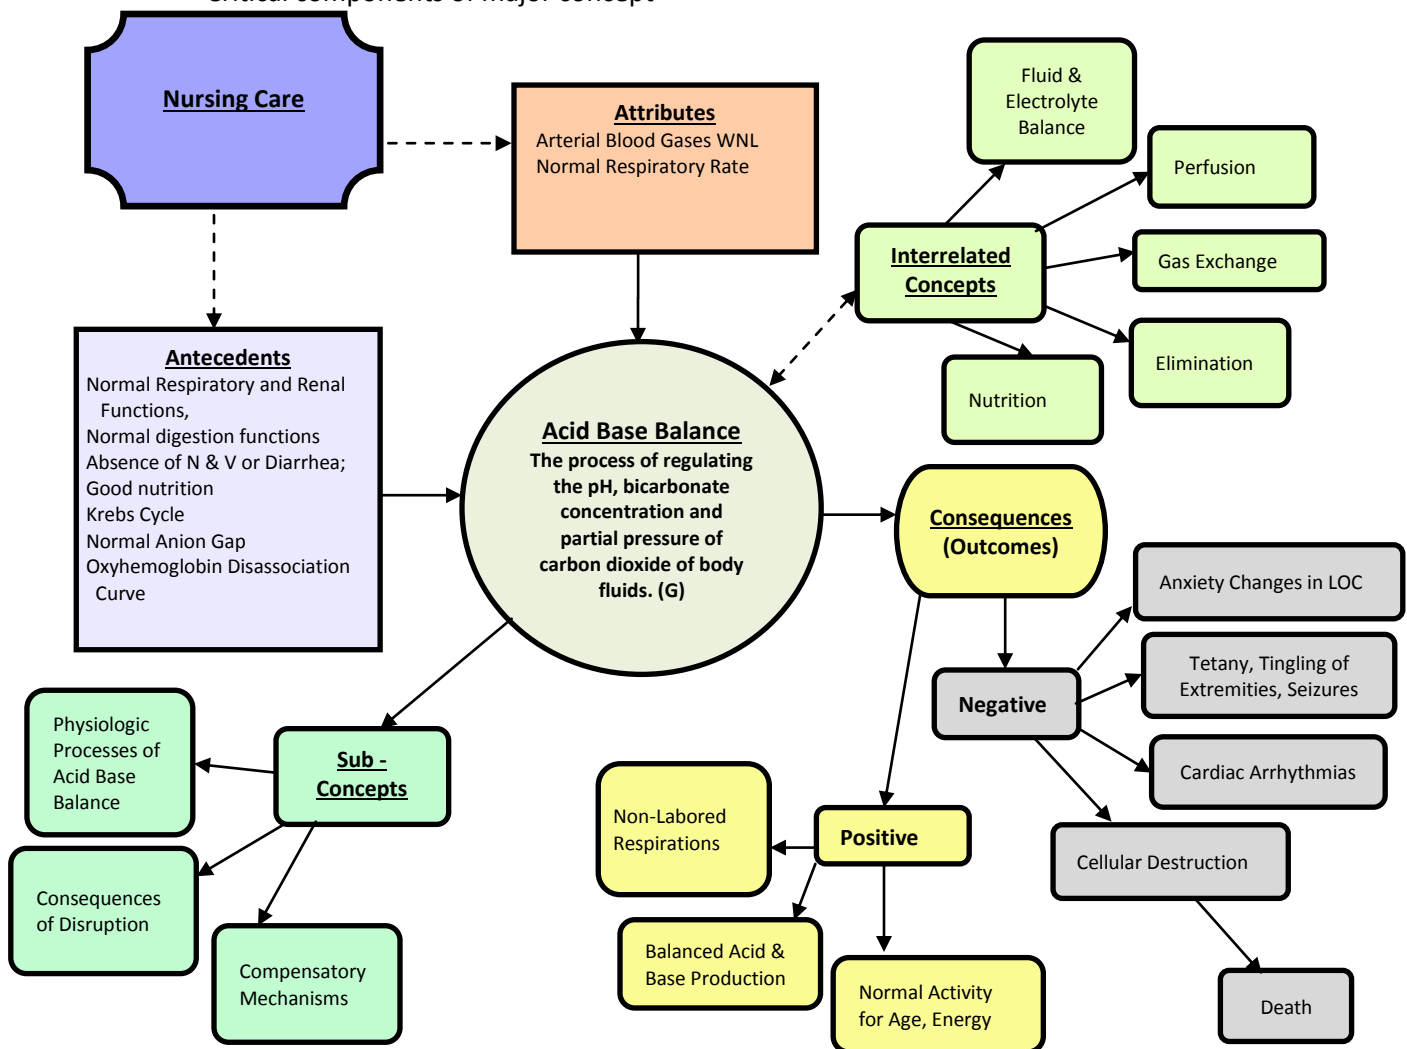 Critical components of major concept
Nursing Care
Attributes
Arterial Blood Gases WNL
Normal Respiratory Rate
Fluid &
Electrolyte
Balance
Perfusion
Interrelated
Concepts
Gas Exchange
Elimination
Nutrition
Antecedents
Normal Respiratory and Renal
Functions,
Normal digestion functions
Absence of N & V or Diarrhea;
Good nutrition
Krebs Cycle
Normal Anion Gap
Oxyhemoglobin Disassociation
Curve
Acid Base Balance
The process of regulating
the pH, bicarbonate
concentration and
partial pressure of
carbon dioxide of body
fluids. (G)
Consequences
(Outcomes)
Anxiety Changes in LOC
Tetany, Tingling of
Extremities, Seizures
Negative
Cardiac Arrhythmias
Cellular Destruction
Death
Physiologic
Processes of
Acid Base
Balance
Sub -
Concepts
Consequences
of Disruption
Compensatory
Mechanisms
Non-Labored
Respirations
Positive
Balanced Acid &
Base Production
Normal Activity
for Age, Energy